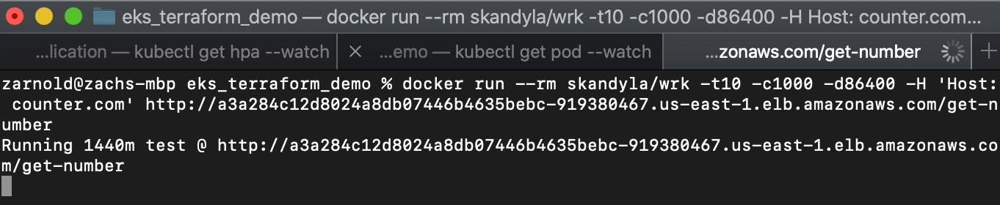 eks_terraform_demo — docker run --rm skandyla/wrk -t10 -c1000 -d86400 -H Host: counter.com...
...lication — kubectl get hpa --watch
...emo — kubectl get pod --watch
...zonaws.com/get-number
zarnold@zachs-mbp eks_terraform_demo % docker run --rm skandyla/wrk -t10 -c1000 -d86400 -H 'Host:
 counter.com' http://a3a284c12d8024a8db07446b4635bebc-919380467.us-east-1.elb.amazonaws.com/get-n
umber
Running 1440m test @ http://a3a284c12d8024a8db07446b4635bebc-919380467.us-east-1.elb.amazonaws.co
m/get-number